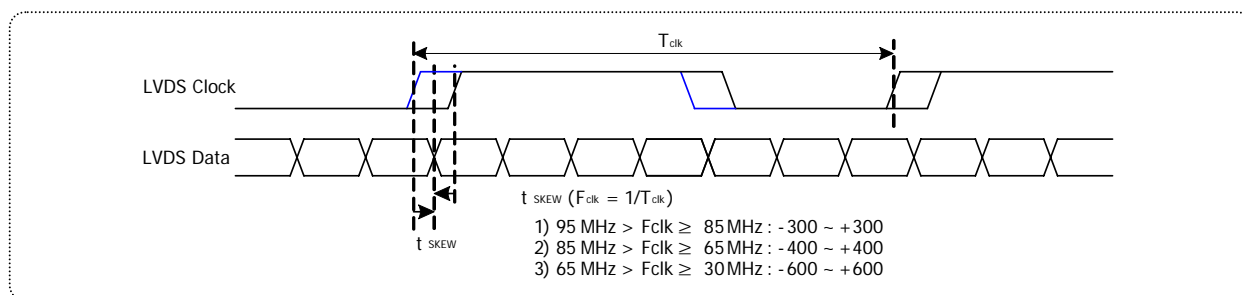 Tclk
LVDS Clock
LVDS Data
t SKEW (Fclk = 1/Tclk)
1) 95 MHz > Fclk ≥ 85 MHz : -300 ~ +300
2) 85 MHz > Fclk ≥ 65 MHz : -400 ~ +400
3) 65 MHz > Fclk ≥ 30 MHz : -600 ~ +600
t SKEW